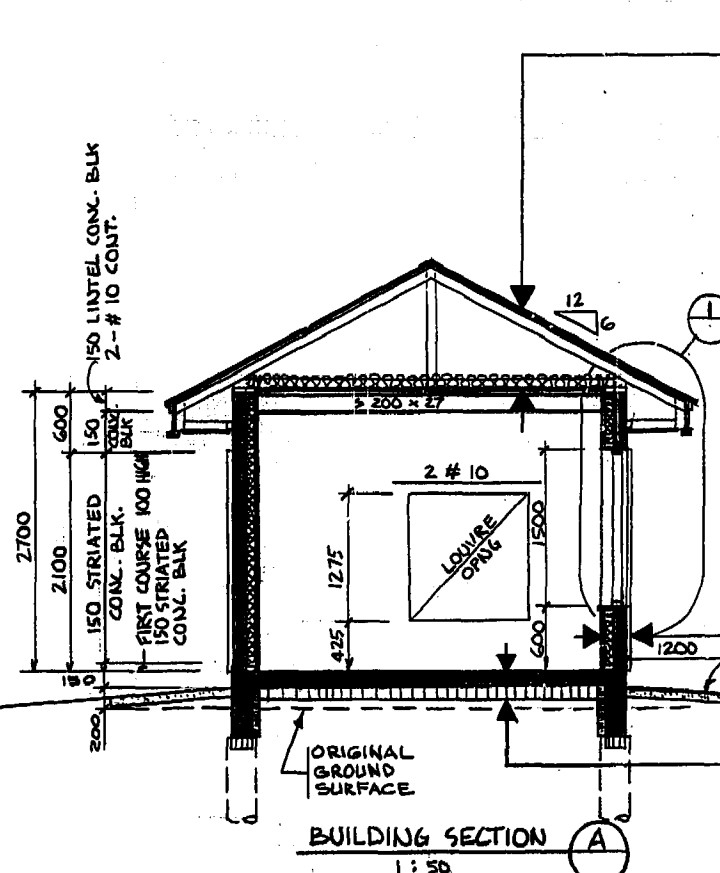 150 LINTEL CONC. BLK
2-#10 CONT.
12
6
1
200 x 27
600
150
CONC.
BLK
2 # 10
2700
2100
150 STRIATED
CONC. BLK.
FIRST COURSE 100 HIGH
150 STRIATED
CONC. BLK
1275
425
LOUVRE
OPNG
1500
600
1200
200
ORIGINAL
GROUND
SURFACE
BUILDING SECTION
A
1 : 50